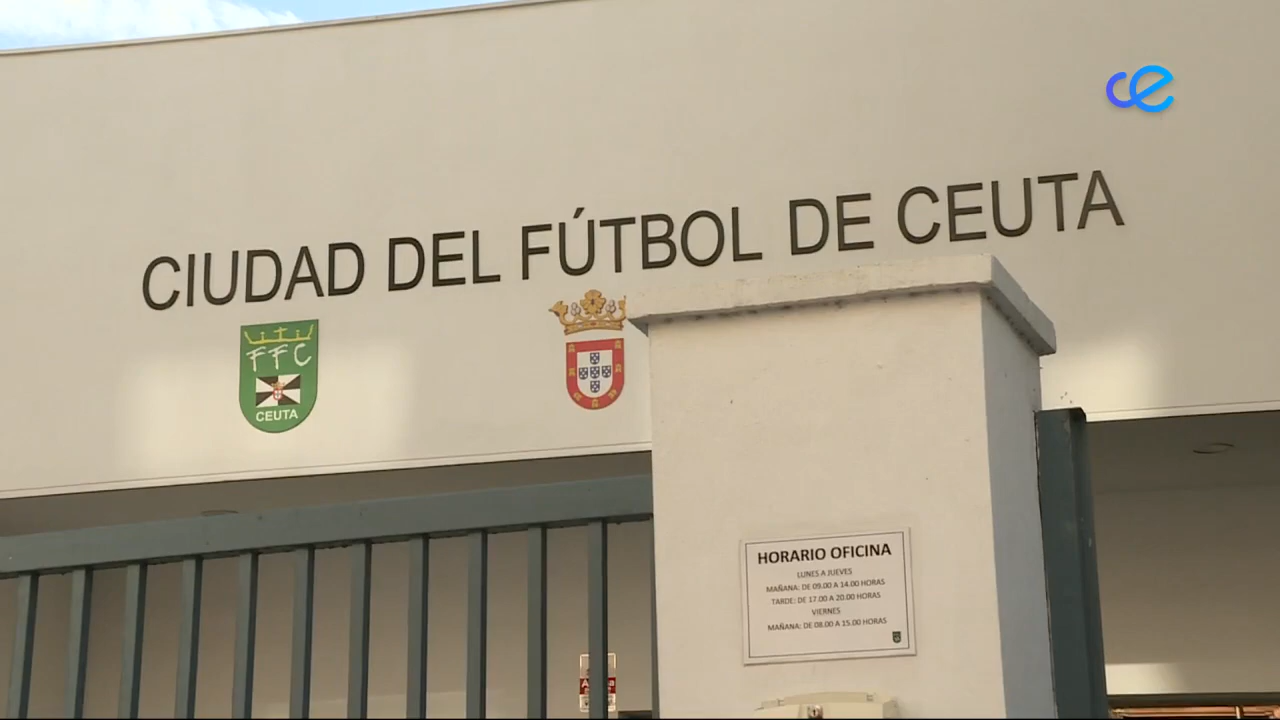 ce
CIUDAD DEL FÚTBOL DE CEUTA
FFC
CEUTA
HORARIO OFICINA
LUNES A JUEVES
MAÑANA: DE 09.00 A 14.00 HORAS
TARDE: DE 17.00 A 20.00 HORAS
VIERNES
MAÑANA: DE 08.00 A 15.00 HORAS